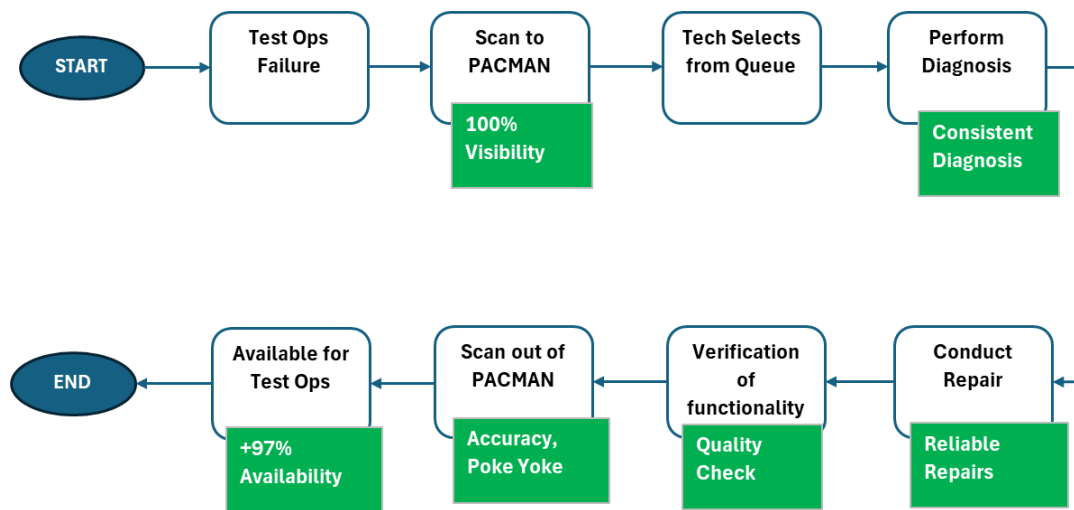 START
Test Ops
Failure
Scan to
PACMAN
100%
Visibility
Tech Selects
from Queue
Perform
Diagnosis
Consistent
Diagnosis
END
Available for
Test Ops
+97%
Availability
Scan out of
PACMAN
Accuracy,
Poke Yoke
Verification
of
functionality
Quality
Check
Conduct
Repair
Reliable
Repairs